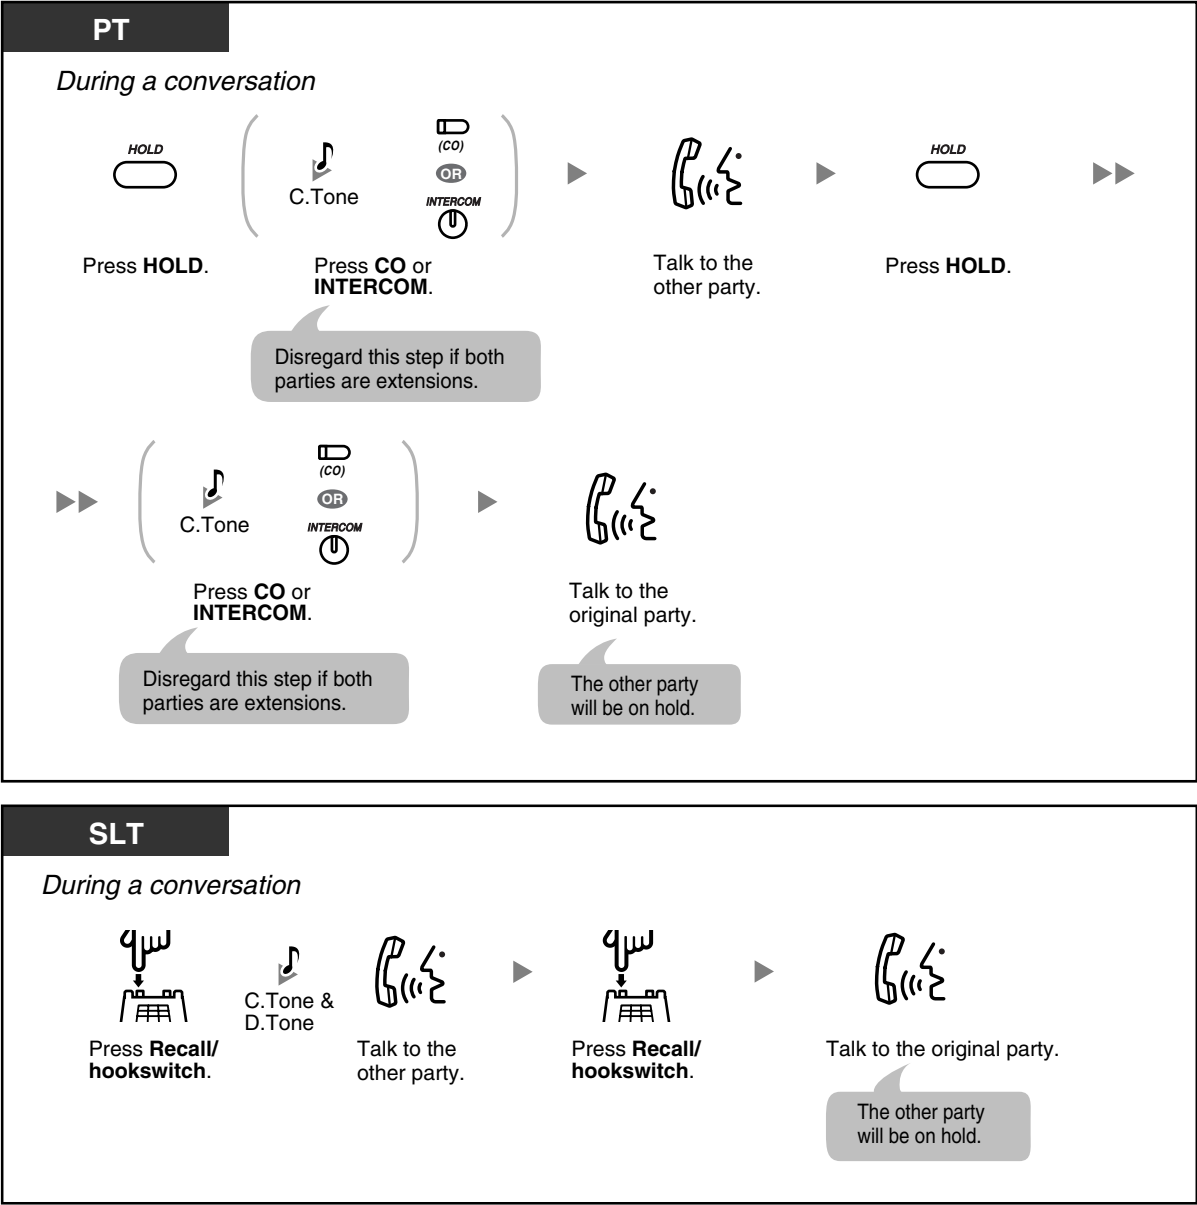 PT
During a conversation
HOLD
C.Tone
(CO)
OR
INTERCOM
HOLD
Press HOLD.
Press CO or
INTERCOM.
Talk to the
other party.
Press HOLD.
Disregard this step if both
parties are extensions.
C.Tone
(CO)
OR
INTERCOM
Press CO or
INTERCOM.
Talk to the
original party.
Disregard this step if both
parties are extensions.
The other party
will be on hold.
SLT
During a conversation
C.Tone &
D.Tone
Press Recall/
hookswitch.
Talk to the
other party.
Press Recall/
hookswitch.
Talk to the original party.
The other party
will be on hold.